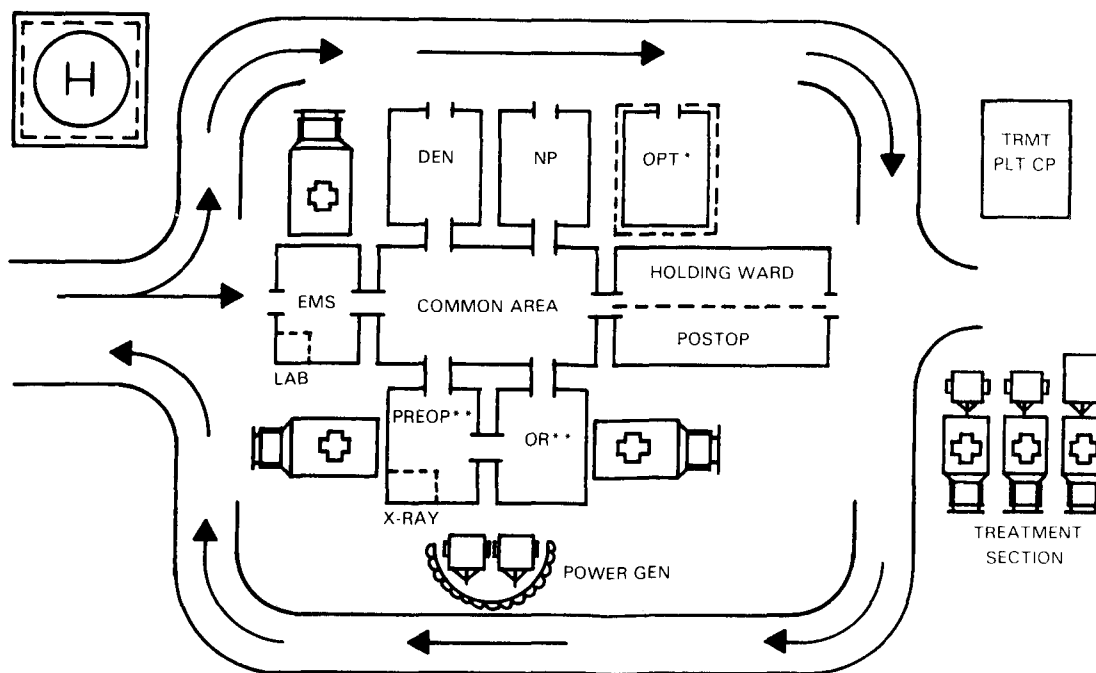 H
DEN
NP
OPT*
TRMT
PLT CP
EMS
COMMON AREA
HOLDING WARD
POSTOP
LAB
PREOP**
OR**
X-RAY
POWER GEN
TREATMENT
SECTION